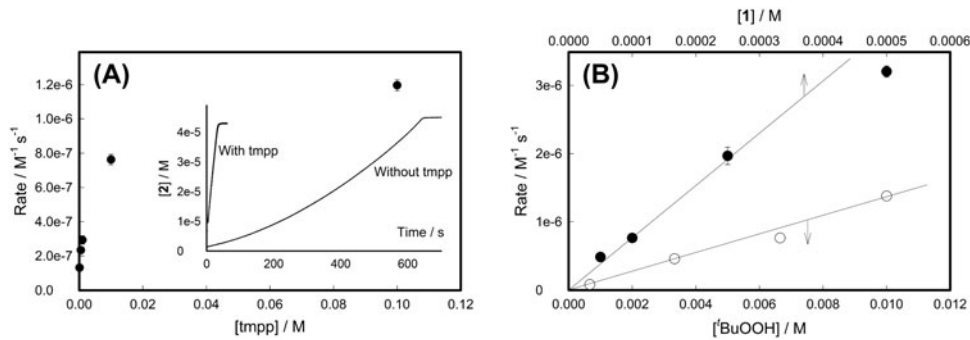 (A)
Rate / M⁻¹ s⁻¹
1.2e-6
1.0e-6
8.0e-7
6.0e-7
4.0e-7
2.0e-7
0.0
0.00 0.02 0.04 0.06 0.08 0.10 0.12
[tmpp] / M
[2] / M
4e-5
3e-5
2e-5
1e-5
0
With tmpp
Without tmpp
Time / s
0 200 400 600
[1] / M
0.0000 0.0001 0.0002 0.0003 0.0004 0.0005 0.0006
(B)
Rate / M⁻¹ s⁻¹
3e-6
2e-6
1e-6
0
0.000 0.002 0.004 0.006 0.008 0.010 0.012
[ᵗBuOOH] / M